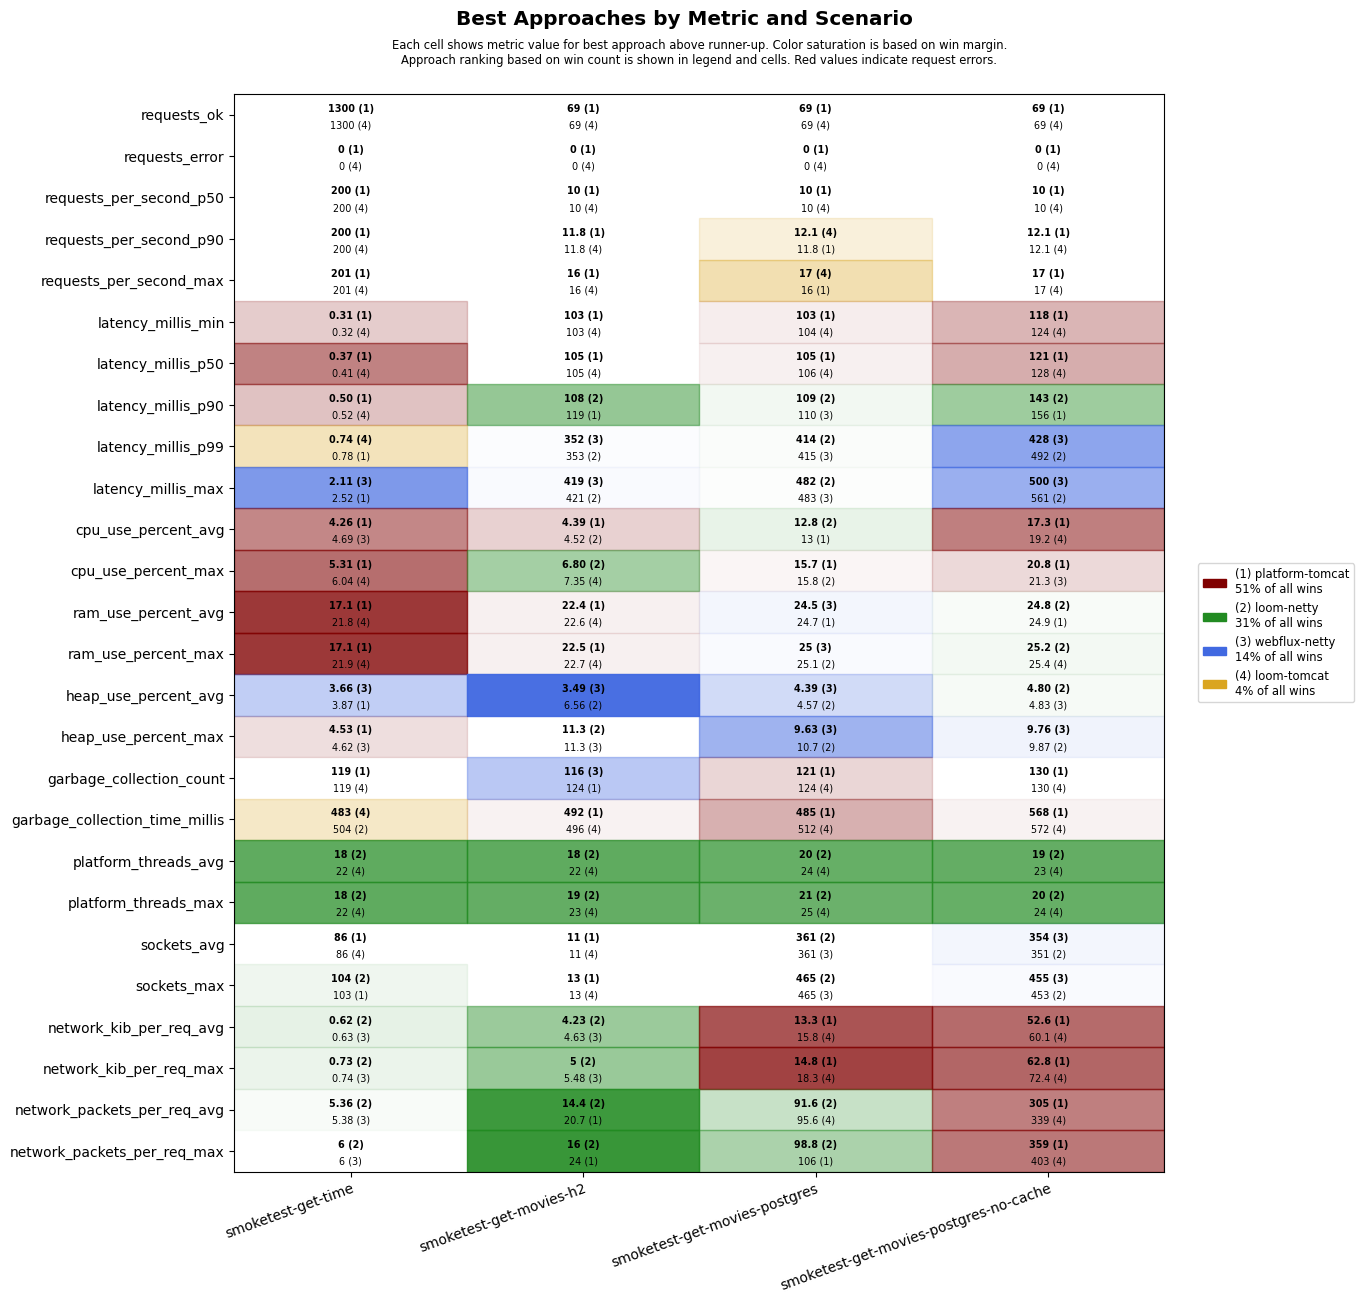 Best Approaches by Metric and Scenario
Each cell shows metric value for best approach above runner-up. Color saturation is based on win margin.
Approach ranking based on win count is shown in legend and cells. Red values indicate request errors.
requests_ok
1300 (1) 69 (1) 69 (1) 69 (1)
1300 (4) 69 (4) 69 (4) 69 (4)
requests_error
0 (1) 0 (1) 0 (1) 0 (1)
0 (4) 0 (4) 0 (4) 0 (4)
requests_per_second_p50
200 (1) 10 (1) 10 (1) 10 (1)
200 (4) 10 (4) 10 (4) 10 (4)
requests_per_second_p90
200 (1) 11.8 (1) 12.1 (4) 12.1 (1)
200 (4) 11.8 (4) 11.8 (1) 12.1 (4)
requests_per_second_max
201 (1) 16 (1) 17 (4) 17 (1)
201 (4) 16 (4) 16 (1) 17 (4)
latency_millis_min
0.31 (1) 103 (1) 103 (1) 118 (1)
0.32 (4) 103 (4) 104 (4) 124 (4)
latency_millis_p50
0.37 (1) 105 (1) 105 (1) 121 (1)
0.41 (4) 105 (4) 106 (4) 128 (4)
latency_millis_p90
0.50 (1) 108 (2) 109 (2) 143 (2)
0.52 (4) 119 (1) 110 (3) 156 (1)
latency_millis_p99
0.74 (4) 352 (3) 414 (2) 428 (3)
0.78 (1) 353 (2) 415 (3) 492 (2)
latency_millis_max
2.11 (3) 419 (3) 482 (2) 500 (3)
2.52 (1) 421 (2) 483 (3) 561 (2)
cpu_use_percent_avg
4.26 (1) 4.39 (1) 12.8 (2) 17.3 (1)
4.69 (3) 4.52 (2) 13 (1) 19.2 (4)
cpu_use_percent_max
5.31 (1) 6.80 (2) 15.7 (1) 20.8 (1)
6.04 (4) 7.35 (4) 15.8 (2) 21.3 (3)
ram_use_percent_avg
17.1 (1) 22.4 (1) 24.5 (3) 24.8 (2)
21.8 (4) 22.6 (4) 24.7 (1) 24.9 (1)
ram_use_percent_max
17.1 (1) 22.5 (1) 25 (3) 25.2 (2)
21.9 (4) 22.7 (4) 25.1 (2) 25.4 (4)
heap_use_percent_avg
3.66 (3) 3.49 (3) 4.39 (3) 4.80 (2)
3.87 (1) 6.56 (2) 4.57 (2) 4.83 (3)
heap_use_percent_max
4.53 (1) 11.3 (2) 9.63 (3) 9.76 (3)
4.62 (3) 11.3 (3) 10.7 (2) 9.87 (2)
garbage_collection_count
119 (1) 116 (3) 121 (1) 130 (1)
119 (4) 124 (1) 124 (4) 130 (4)
garbage_collection_time_millis
483 (4) 492 (1) 485 (1) 568 (1)
504 (2) 496 (4) 512 (4) 572 (4)
platform_threads_avg
18 (2) 18 (2) 20 (2) 19 (2)
22 (4) 22 (4) 24 (4) 23 (4)
platform_threads_max
18 (2) 19 (2) 21 (2) 20 (2)
22 (4) 23 (4) 25 (4) 24 (4)
sockets_avg
86 (1) 11 (1) 361 (2) 354 (3)
86 (4) 11 (4) 361 (3) 351 (2)
sockets_max
104 (2) 13 (1) 465 (2) 455 (3)
103 (1) 13 (4) 465 (3) 453 (2)
network_kib_per_req_avg
0.62 (2) 4.23 (2) 13.3 (1) 52.6 (1)
0.63 (3) 4.63 (3) 15.8 (4) 60.1 (4)
network_kib_per_req_max
0.73 (2) 5 (2) 14.8 (1) 62.8 (1)
0.74 (3) 5.48 (3) 18.3 (4) 72.4 (4)
network_packets_per_req_avg
5.36 (2) 14.4 (2) 91.6 (2) 305 (1)
5.38 (3) 20.7 (1) 95.6 (4) 339 (4)
network_packets_per_req_max
6 (2) 16 (2) 98.8 (2) 359 (1)
6 (3) 24 (1) 106 (1) 403 (4)
smoketest-get-time
smoketest-get-movies-h2
smoketest-get-movies-postgres
smoketest-get-movies-postgres-no-cache
(1) platform-tomcat
51% of all wins
(2) loom-netty
31% of all wins
(3) webflux-netty
14% of all wins
(4) loom-tomcat
4% of all wins